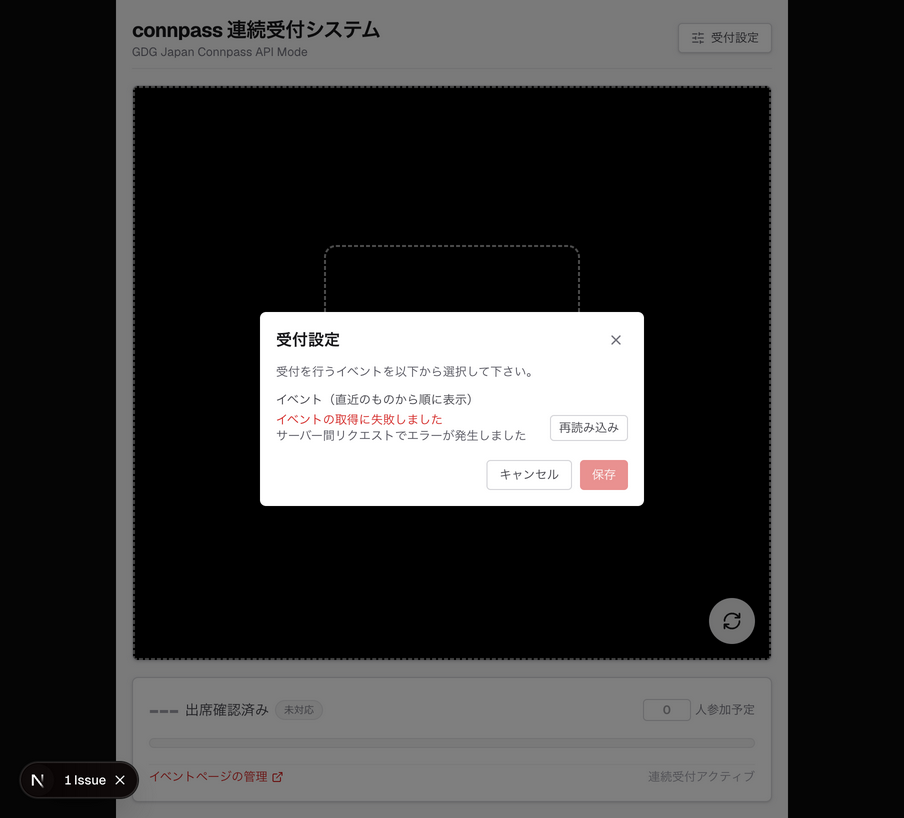 connpass 連続受付システム
GDG Japan Connpass API Mode
受付設定
受付設定
受付を行うイベントを以下から選択して下さい。
イベント（直近のものから順に表示）
イベントの取得に失敗しました
サーバー間リクエストでエラーが発生しました
再読み込み
キャンセル
保存
--- 出席確認済み 未対応
0 人参加予定
イベントページの管理
連続受付アクティブ
N 1 Issue